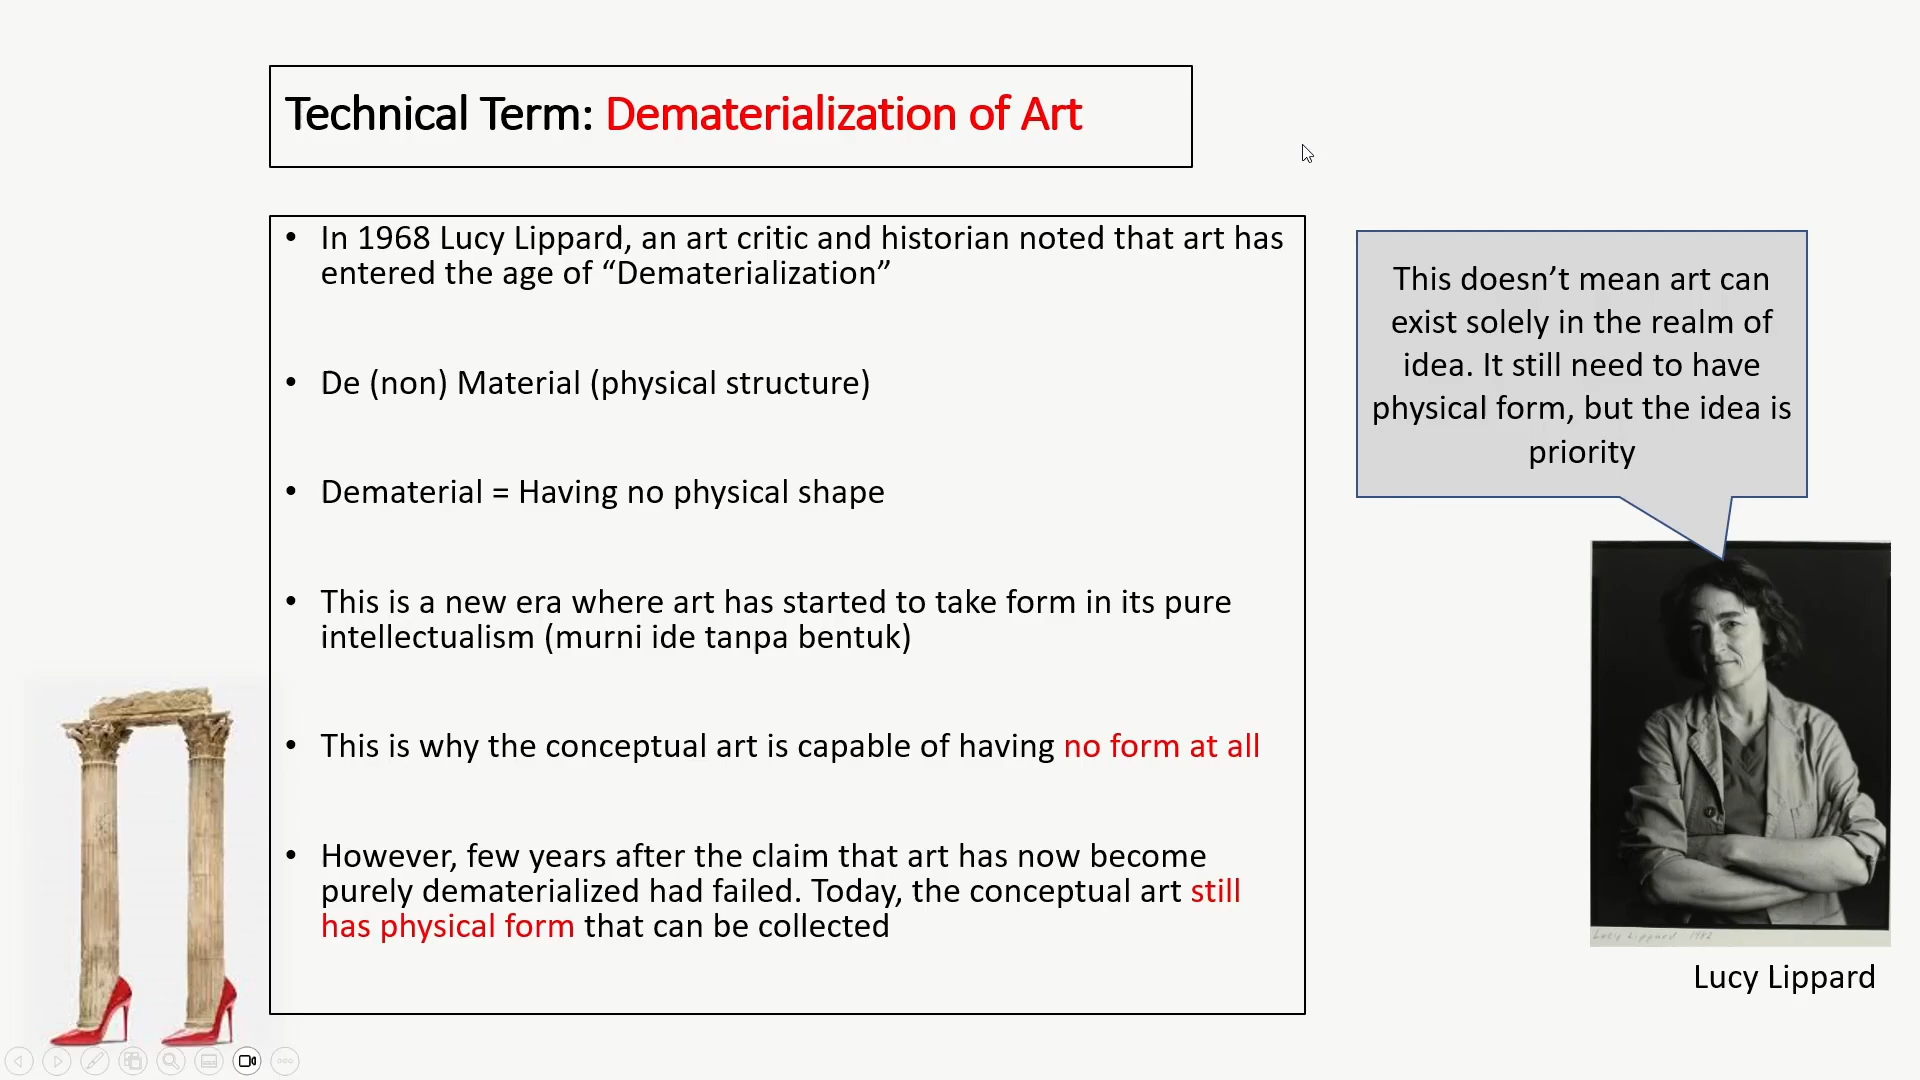 Technical Term: Dematerialization of Art
• In 1968 Lucy Lippard, an art critic and historian noted that art has
entered the age of “Dematerialization”
• De (non) Material (physical structure)
• Dematerial = Having no physical shape
• This is a new era where art has started to take form in its pure
intellectualism (murni ide tanpa bentuk)
• This is why the conceptual art is capable of having no form at all
• However, few years after the claim that art has now become
purely dematerialized had failed. Today, the conceptual art still
has physical form that can be collected
This doesn’t mean art can
exist solely in the realm of
idea. It still need to have
physical form, but the idea is
priority
Lucy Lippard 1982
Lucy Lippard